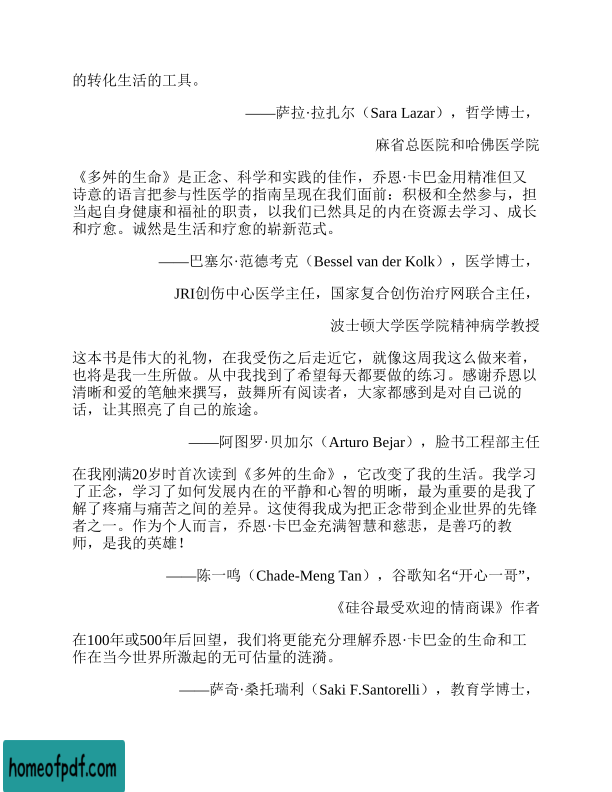 的转化生活的工具。
——萨拉·拉扎尔（Sara Lazar），哲学博士，
麻省总医院和哈佛医学院
《多舛的生命》是正念、科学和实践的佳作，乔恩·卡巴金用精准但又
诗意的语言把参与性医学的指南呈现在我们面前：积极和全然参与，担
当起自身健康和福祉的职责，以我们已然具足的内在资源去学习、成长
和疗愈。诚然是生活和疗愈的崭新范式。
——巴塞尔·范德考克（Bessel van der Kolk），医学博士，
JRI创伤中心医学主任，国家复合创伤治疗网联合主任，
波士顿大学医学院精神病学教授
这本书是伟大的礼物，在我受伤之后走近它，就像这周我这么做来着，
也将是我一生所做。从中我找到了希望每天都要做的练习。感谢乔恩以
清晰和爱的笔触来撰写，鼓舞所有阅读者，大家都感到是对自己说的
话，让其照亮了自己的旅途。
——阿图罗·贝加尔（Arturo Bejar），脸书工程部主任
在我刚满20岁时首次读到《多舛的生命》，它改变了我的生活。我学习
了正念，学习了如何发展内在的平静和心智的明晰，最为重要的是我了
解了疼痛与痛苦之间的差异。这使得我成为把正念带到企业世界的先锋
者之一。作为个人而言，乔恩·卡巴金充满智慧和慈悲，是善巧的教
师，是我的英雄！
——陈一鸣（Chade-Meng Tan），谷歌知名“开心一哥”，
《硅谷最受欢迎的情商课》作者
在100年或500年后回望，我们将更能充分理解乔恩·卡巴金的生命和工
作在当今世界所激起的无可估量的涟漪。
——萨奇·桑托瑞利（Saki F.Santorelli），教育学博士，
homeofpdf.com